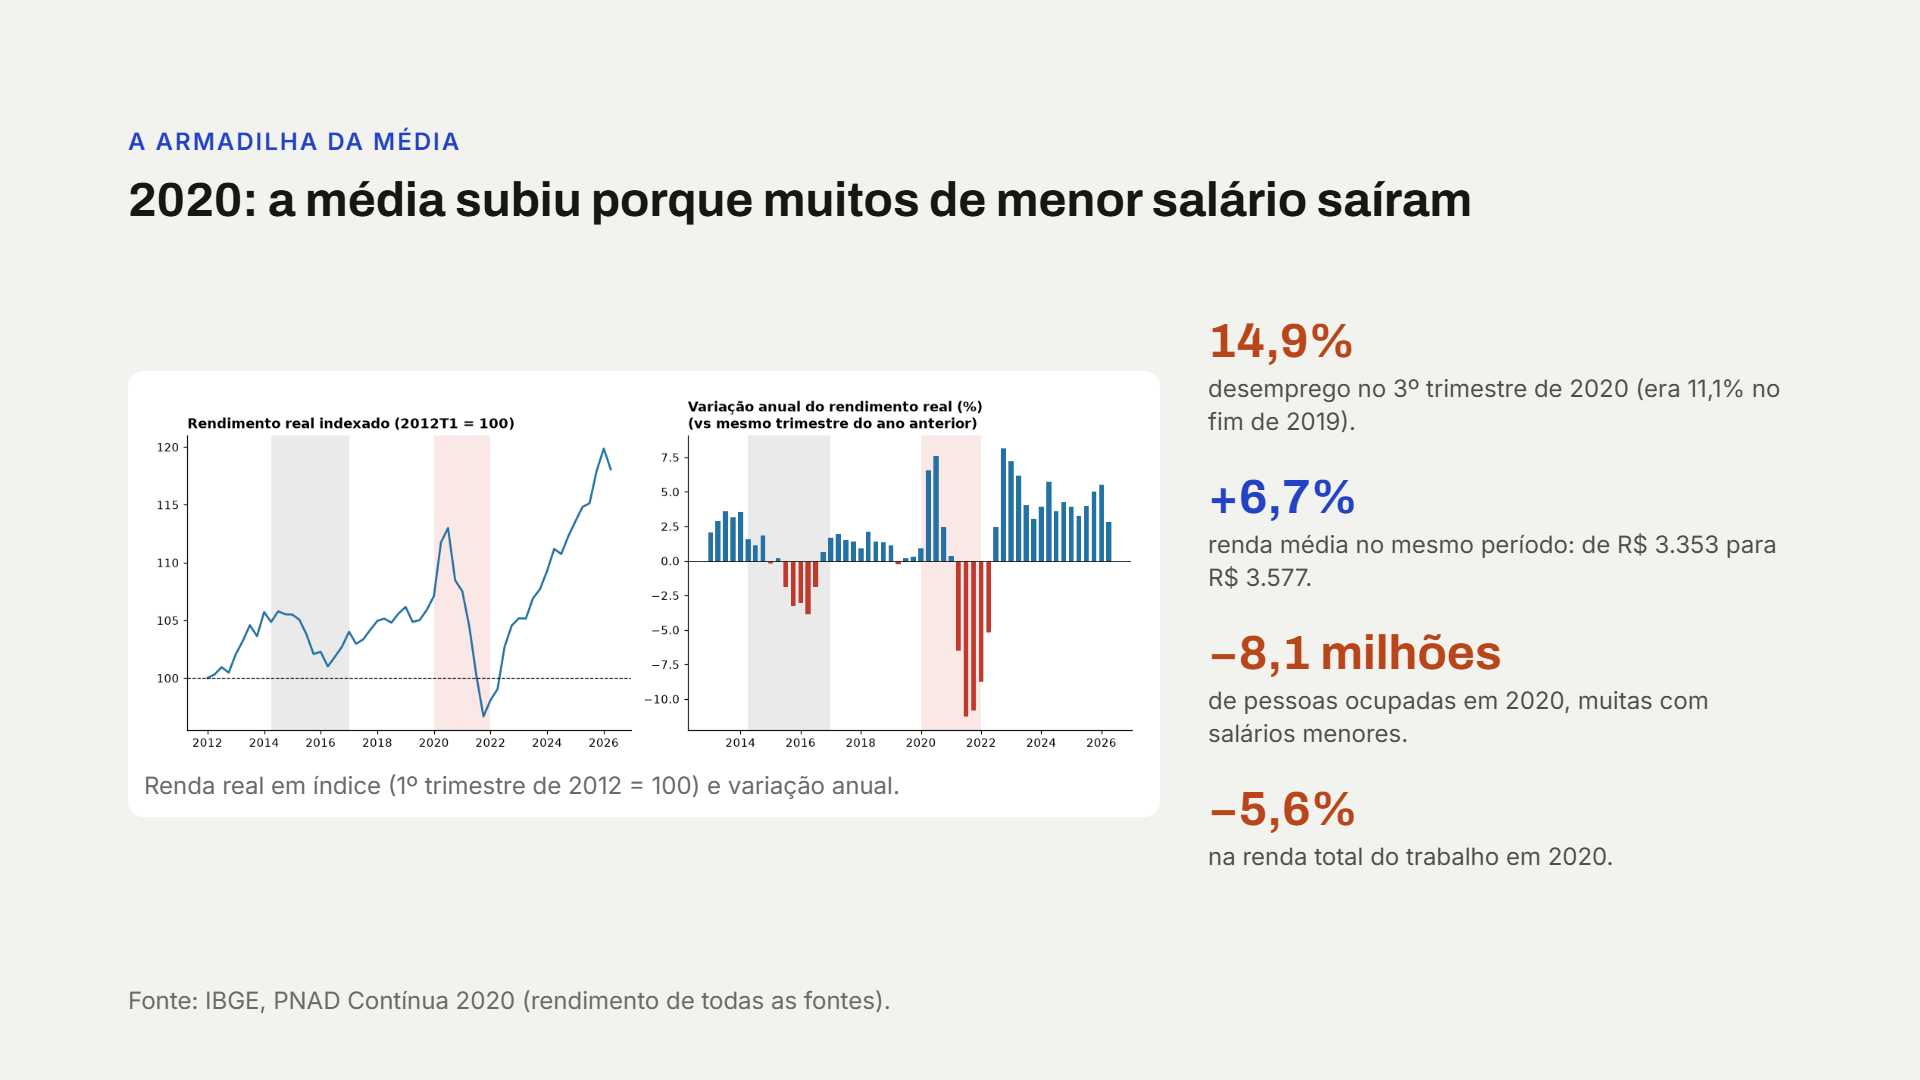 A ARMADILHA DA MÉDIA
2020: a média subiu porque muitos de menor salário saíram
Rendimento real indexado (2012T1 = 100)
120
115
110
105
100
2012 2014 2016 2018 2020 2022 2024 2026
Variação anual do rendimento real (%)
(vs mesmo trimestre do ano anterior)
7.5
5.0
2.5
0.0
−2.5
−5.0
−7.5
−10.0
2014 2016 2018 2020 2022 2024 2026
Renda real em índice (1º trimestre de 2012 = 100) e variação anual.
14,9%
desemprego no 3º trimestre de 2020 (era 11,1% no
fim de 2019).
+6,7%
renda média no mesmo período: de R$ 3.353 para
R$ 3.577.
−8,1 milhões
de pessoas ocupadas em 2020, muitas com
salários menores.
−5,6%
na renda total do trabalho em 2020.
Fonte: IBGE, PNAD Contínua 2020 (rendimento de todas as fontes).